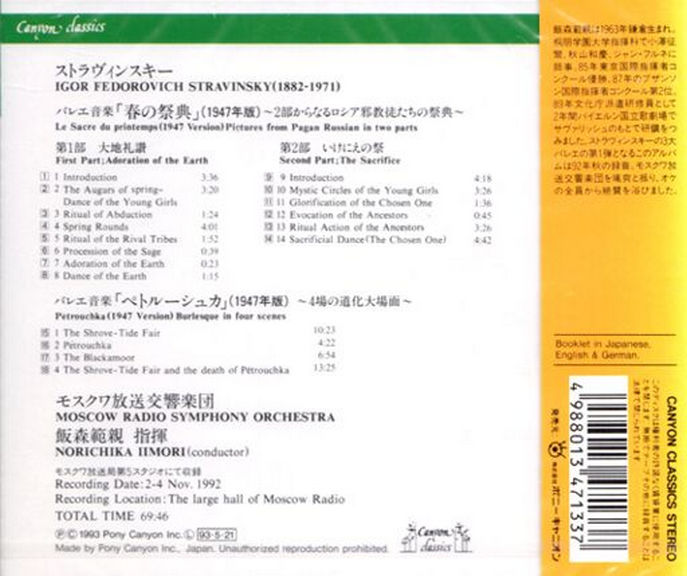 Canyon classics
ストラヴィンスキー
IGOR FEDOROVICH STRAVINSKY(1882-1971)
バレエ音楽「春の祭典」(1947年版)～2部からなるロシア邪教徒たちの祭典～
Le Sacre du printemps(1947 Version)Pictures from Pagan Russian in two parts
第1部 大地礼讃
First Part;Adoration of the Earth
1 1 Introduction 3:36
2 2 The Augurs of spring- 3:20
Dance of the Young Girls
3 3 Ritual of Abduction 1:24
4 4 Spring Rounds 4:01
5 5 Ritual of the Rival Tribes 1:52
6 6 Procession of the Sage 0:39
7 7 Adoration of the Earth 0:23
8 8 Dance of the Earth 1:15
第2部 いけにえの祭
Second Part;The Sacrifice
9 9 Introduction 4:18
10 10 Mystic Circles of the Young Girls 3:26
11 11 Glorification of the Chosen One 1:36
12 12 Evocation of the Ancestors 0:45
13 13 Ritual Action of the Ancestors 3:26
14 14 Sacrificial Dance(The Chosen One) 4:42
バレエ音楽「ペトルーシュカ」(1947年版) ～4場の道化大場面～
Petrouchka(1947 Version) Burlesque in four scenes
15 1 The Shrove-Tide Fair 10:23
16 2 Pétrouchka 4:22
17 3 The Blackamoor 6:54
18 4 The Shrove-Tide Fair and the death of Pétrouchka 13:25
モスクワ放送交響楽団
MOSCOW RADIO SYMPHONY ORCHESTRA
飯森範親 指揮
NORICHIKA IIMORI(conductor)
モスクワ放送局第5スタジオにて収録
Recording Date:2-4 Nov. 1992
Recording Location:The large hall of Moscow Radio
TOTAL TIME 69:46
Ⓟ©1993 Pony Canyon Inc. Ⓛ 93・5・21
Made by Pony Canyon Inc., Japan. Unauthorized reproduction prohibited.
Canyon classics
飯森範親は1963年鎌倉生まれ。
桐朋学園大学指揮科で小澤征
爾、秋山和慶、ジャン・フルネに
師事。85年東京国際指揮者コ
ンクール優勝、87年のブザンソ
ン国際指揮者コンクール第2位。
89年文化庁派遣研修員として
2年間バイエルン国立歌劇場で
サヴァリッシュのもとで研鑽をつ
みました。ストラヴィンスキーの3大
バレエの第1弾となるこのアルバ
ムは92年秋の録音。モスクワ放
送交響楽団を颯爽と振り、オケ
の全員から絶賛を浴びました。
Booklet in Japanese,
English & German.
4 988013 471337
発売元:
株式会社ポニーキャニオン
CANYON CLASSICS STEREO